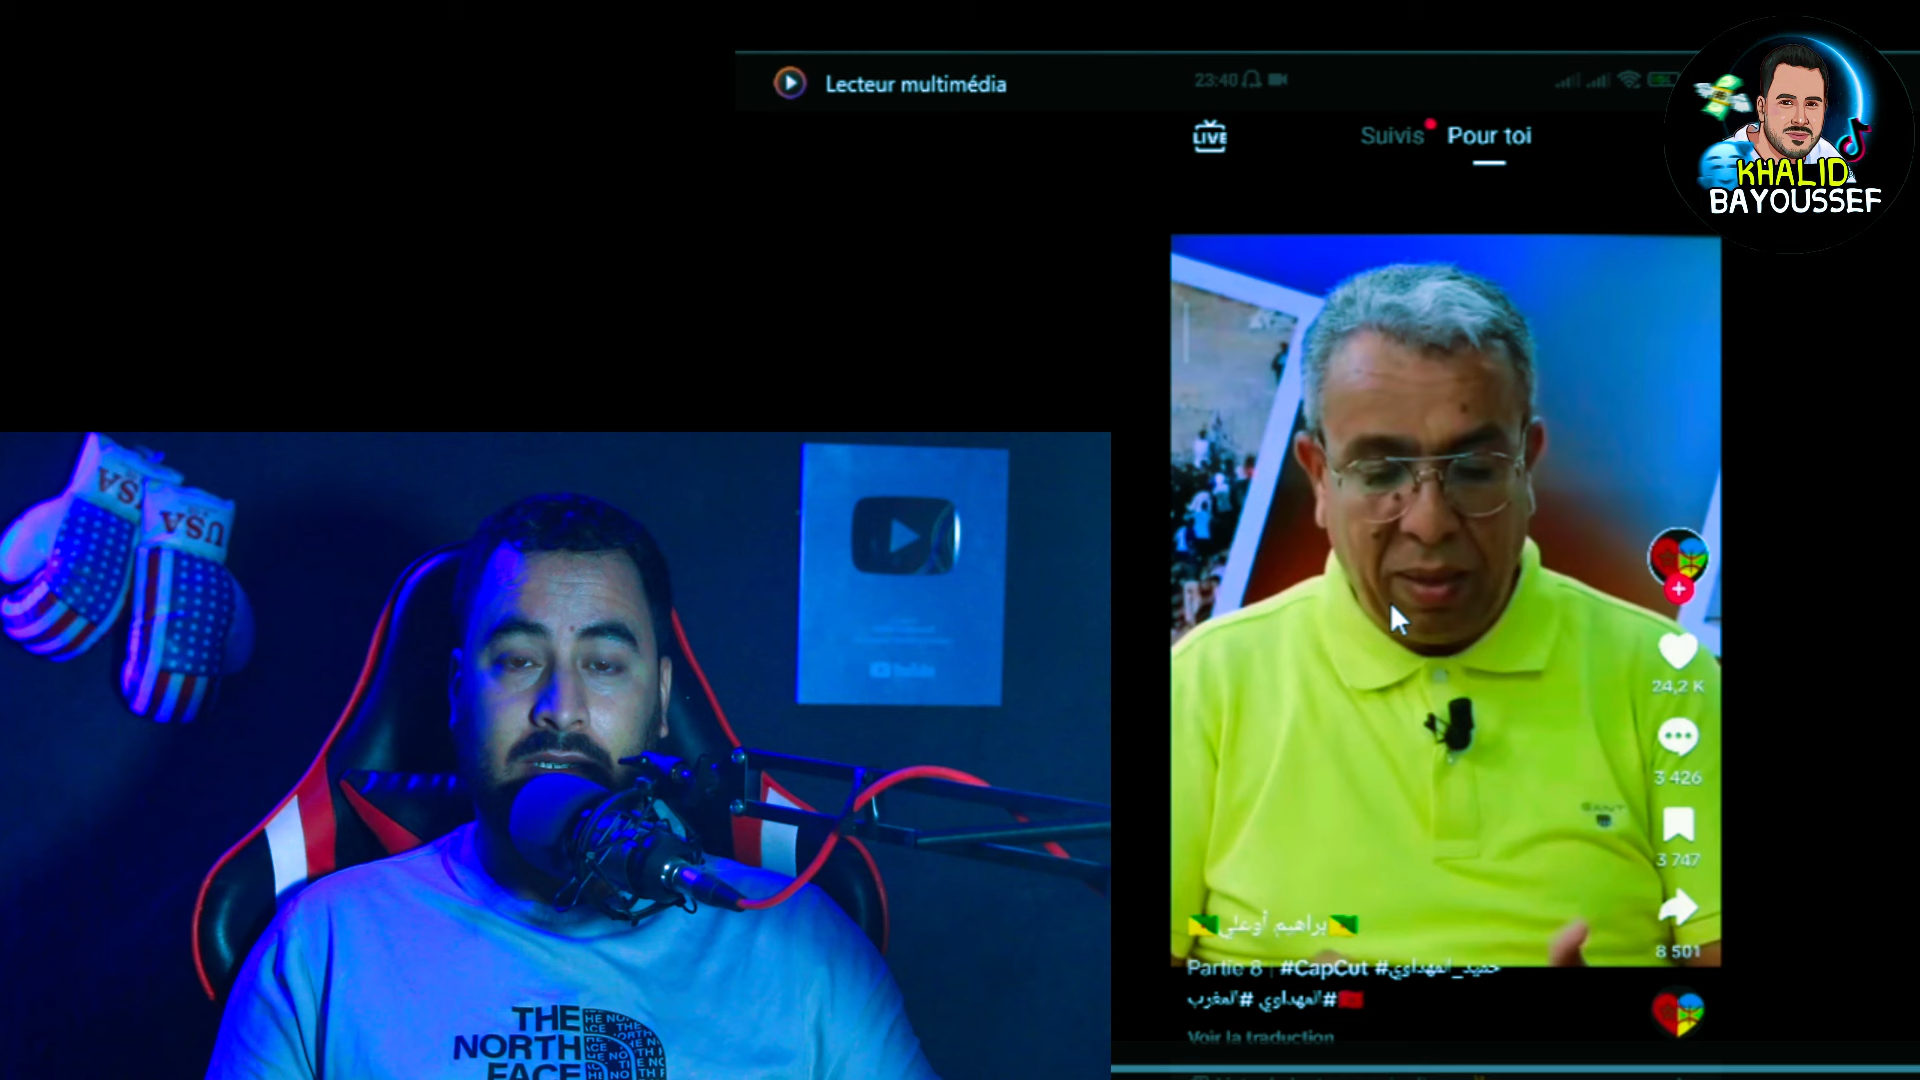 Lecteur multimédia
23:40
LIVE
Suivis
Pour toi
KHALID
BAYOUSSEF
USA
USA
24,2 K
3 426
GANT
3 747
8 501
براهيم أوعلي
Partie 8 | #CapCut #حميد_المهداوي
#المهداوي #المغرب
Voir la traduction
THE
NORTH
FACE